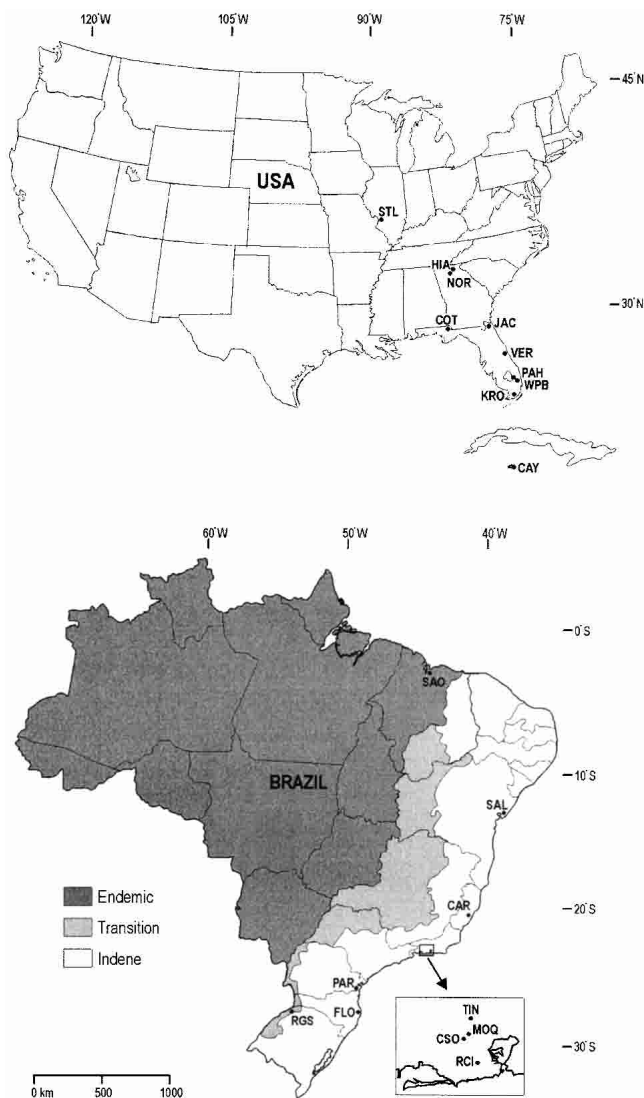 120°W 105°W 90°W 75°W
45°N
USA
STL
HIA
NOR
30°N
COT JAC
VER
PAH
WPB
KRO
CAY
60°W 50°W 40°W
0°S
SAO
BRAZIL
10°S
SAL
Endemic
Transition
Indene
CAR
20°S
PAR
RGS FLO
TIN
MOQ
CSO
RCI
30°S
0 km 500 1000